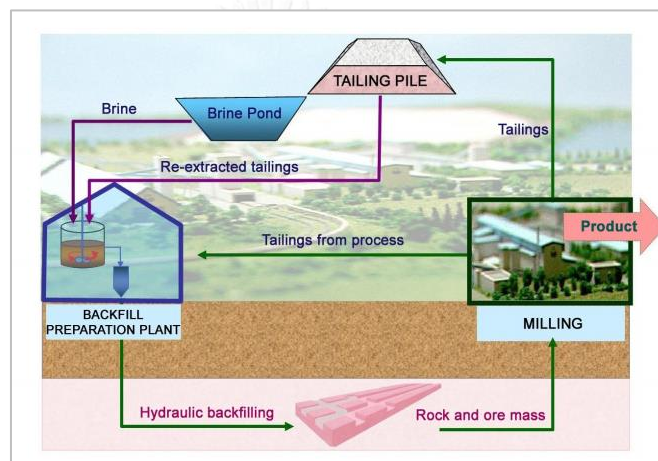 TAILING PILE
Brine
Brine Pond
Tailings
Re-extracted tailings
Product
Tailings from process
BACKFILL
PREPARATION PLANT
MILLING
Hydraulic backfilling
Rock and ore mass